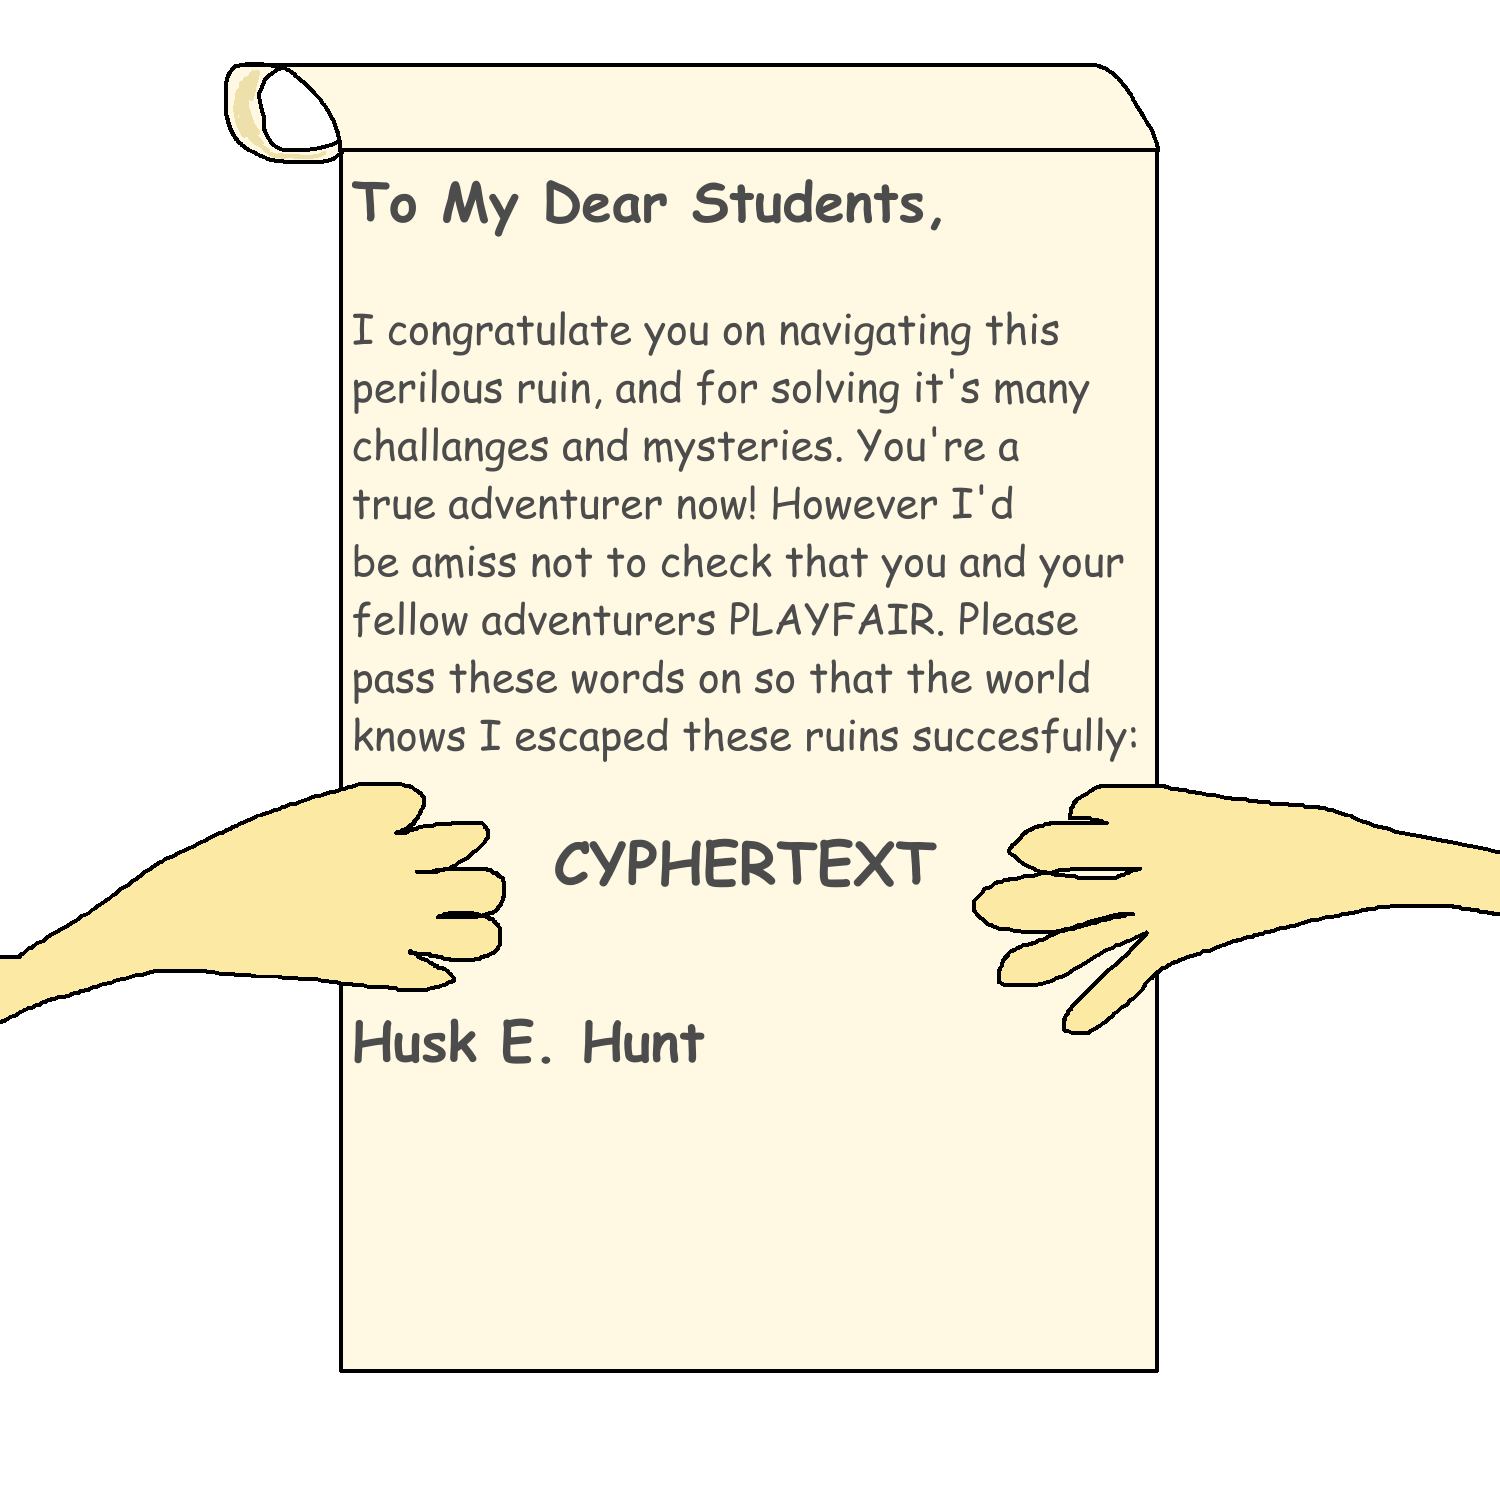 To My Dear Students,
I congratulate you on navigating this
perilous ruin, and for solving it's many
challanges and mysteries. You're a
true adventurer now! However I'd
be amiss not to check that you and your
fellow adventurers PLAYFAIR. Please
pass these words on so that the world
knows I escaped these ruins succesfully:
CYPHERTEXT
Husk E. Hunt